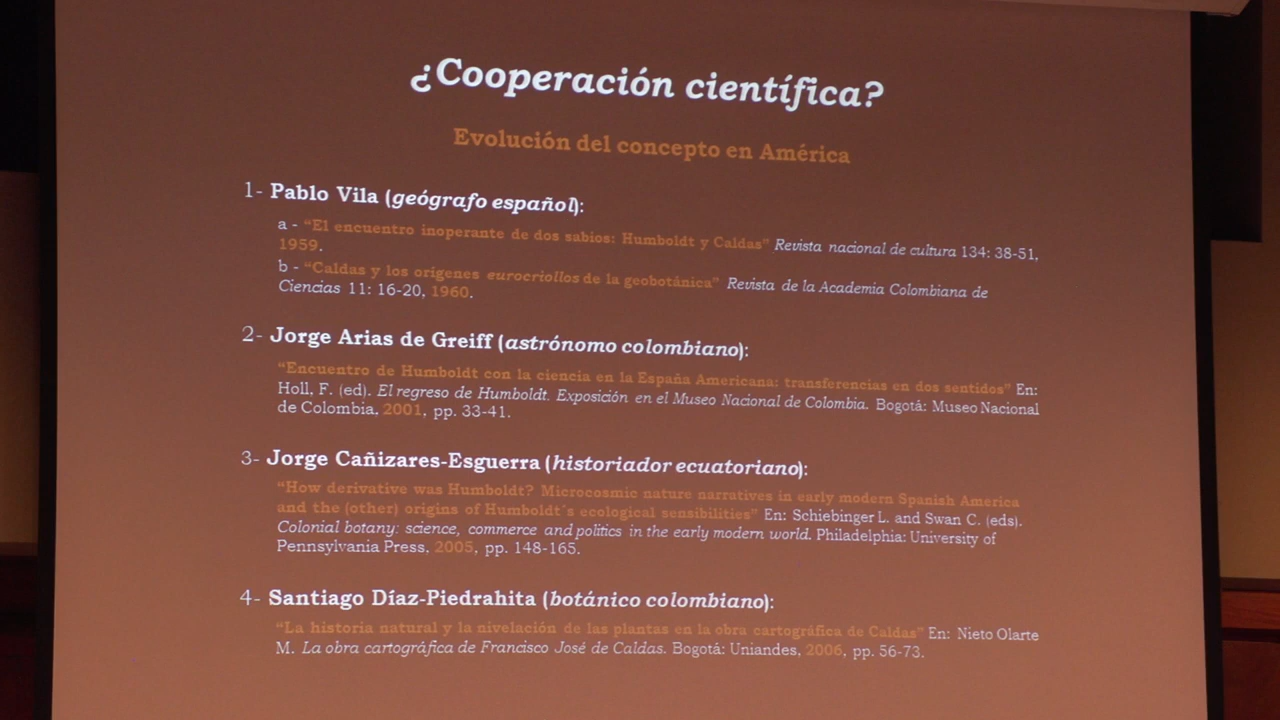 ¿Cooperación científica?
Evolución del concepto en América
1- Pablo Vila (geógrafo español):
a - "El encuentro inoperante de dos sabios: Humboldt y Caldas" Revista nacional de cultura 134: 38-51,
1959.
b - "Caldas y los orígenes eurocriollos de la geobotánica" Revista de la Academia Colombiana de
Ciencias 11: 16-20, 1960.
2- Jorge Arias de Greiff (astrónomo colombiano):
"Encuentro de Humboldt con la ciencia en la España Americana: transferencias en dos sentidos" En:
Holl, F. (ed). El regreso de Humboldt. Exposición en el Museo Nacional de Colombia. Bogotá: Museo Nacional
de Colombia, 2001, pp. 33-41.
3- Jorge Cañizares-Esguerra (historiador ecuatoriano):
"How derivative was Humboldt? Microcosmic nature narratives in early modern Spanish America
and the (other) origins of Humboldt's ecological sensibilities" En: Schiebinger L. and Swan C. (eds).
Colonial botany: science, commerce and politics in the early modern world. Philadelphia: University of
Pennsylvania Press, 2005, pp. 148-165.
4- Santiago Díaz-Piedrahita (botánico colombiano):
"La historia natural y la nivelación de las plantas en la obra cartográfica de Caldas" En: Nieto Olarte
M. La obra cartográfica de Francisco José de Caldas. Bogotá: Uniandes, 2006, pp. 56-73.